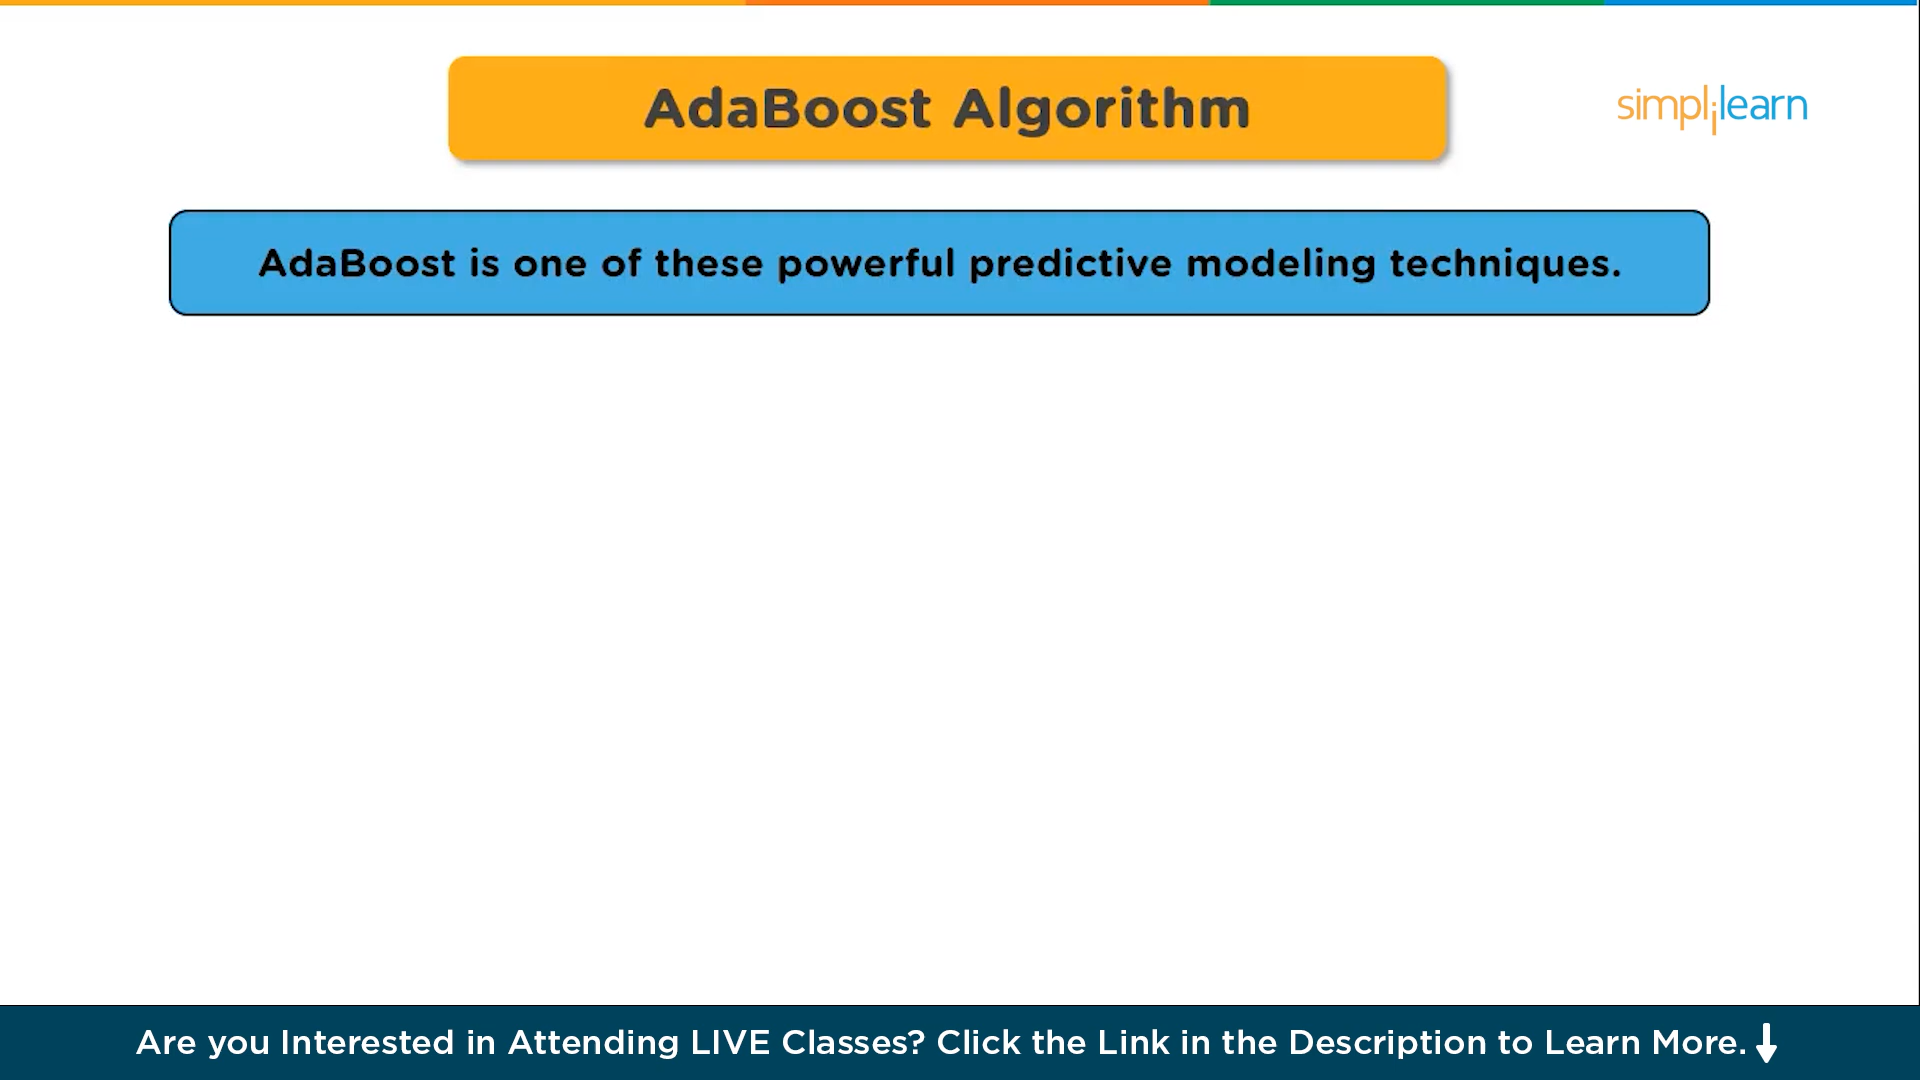 AdaBoost Algorithm
simplilearn
AdaBoost is one of these powerful predictive modeling techniques.
Are you Interested in Attending LIVE Classes? Click the Link in the Description to Learn More.